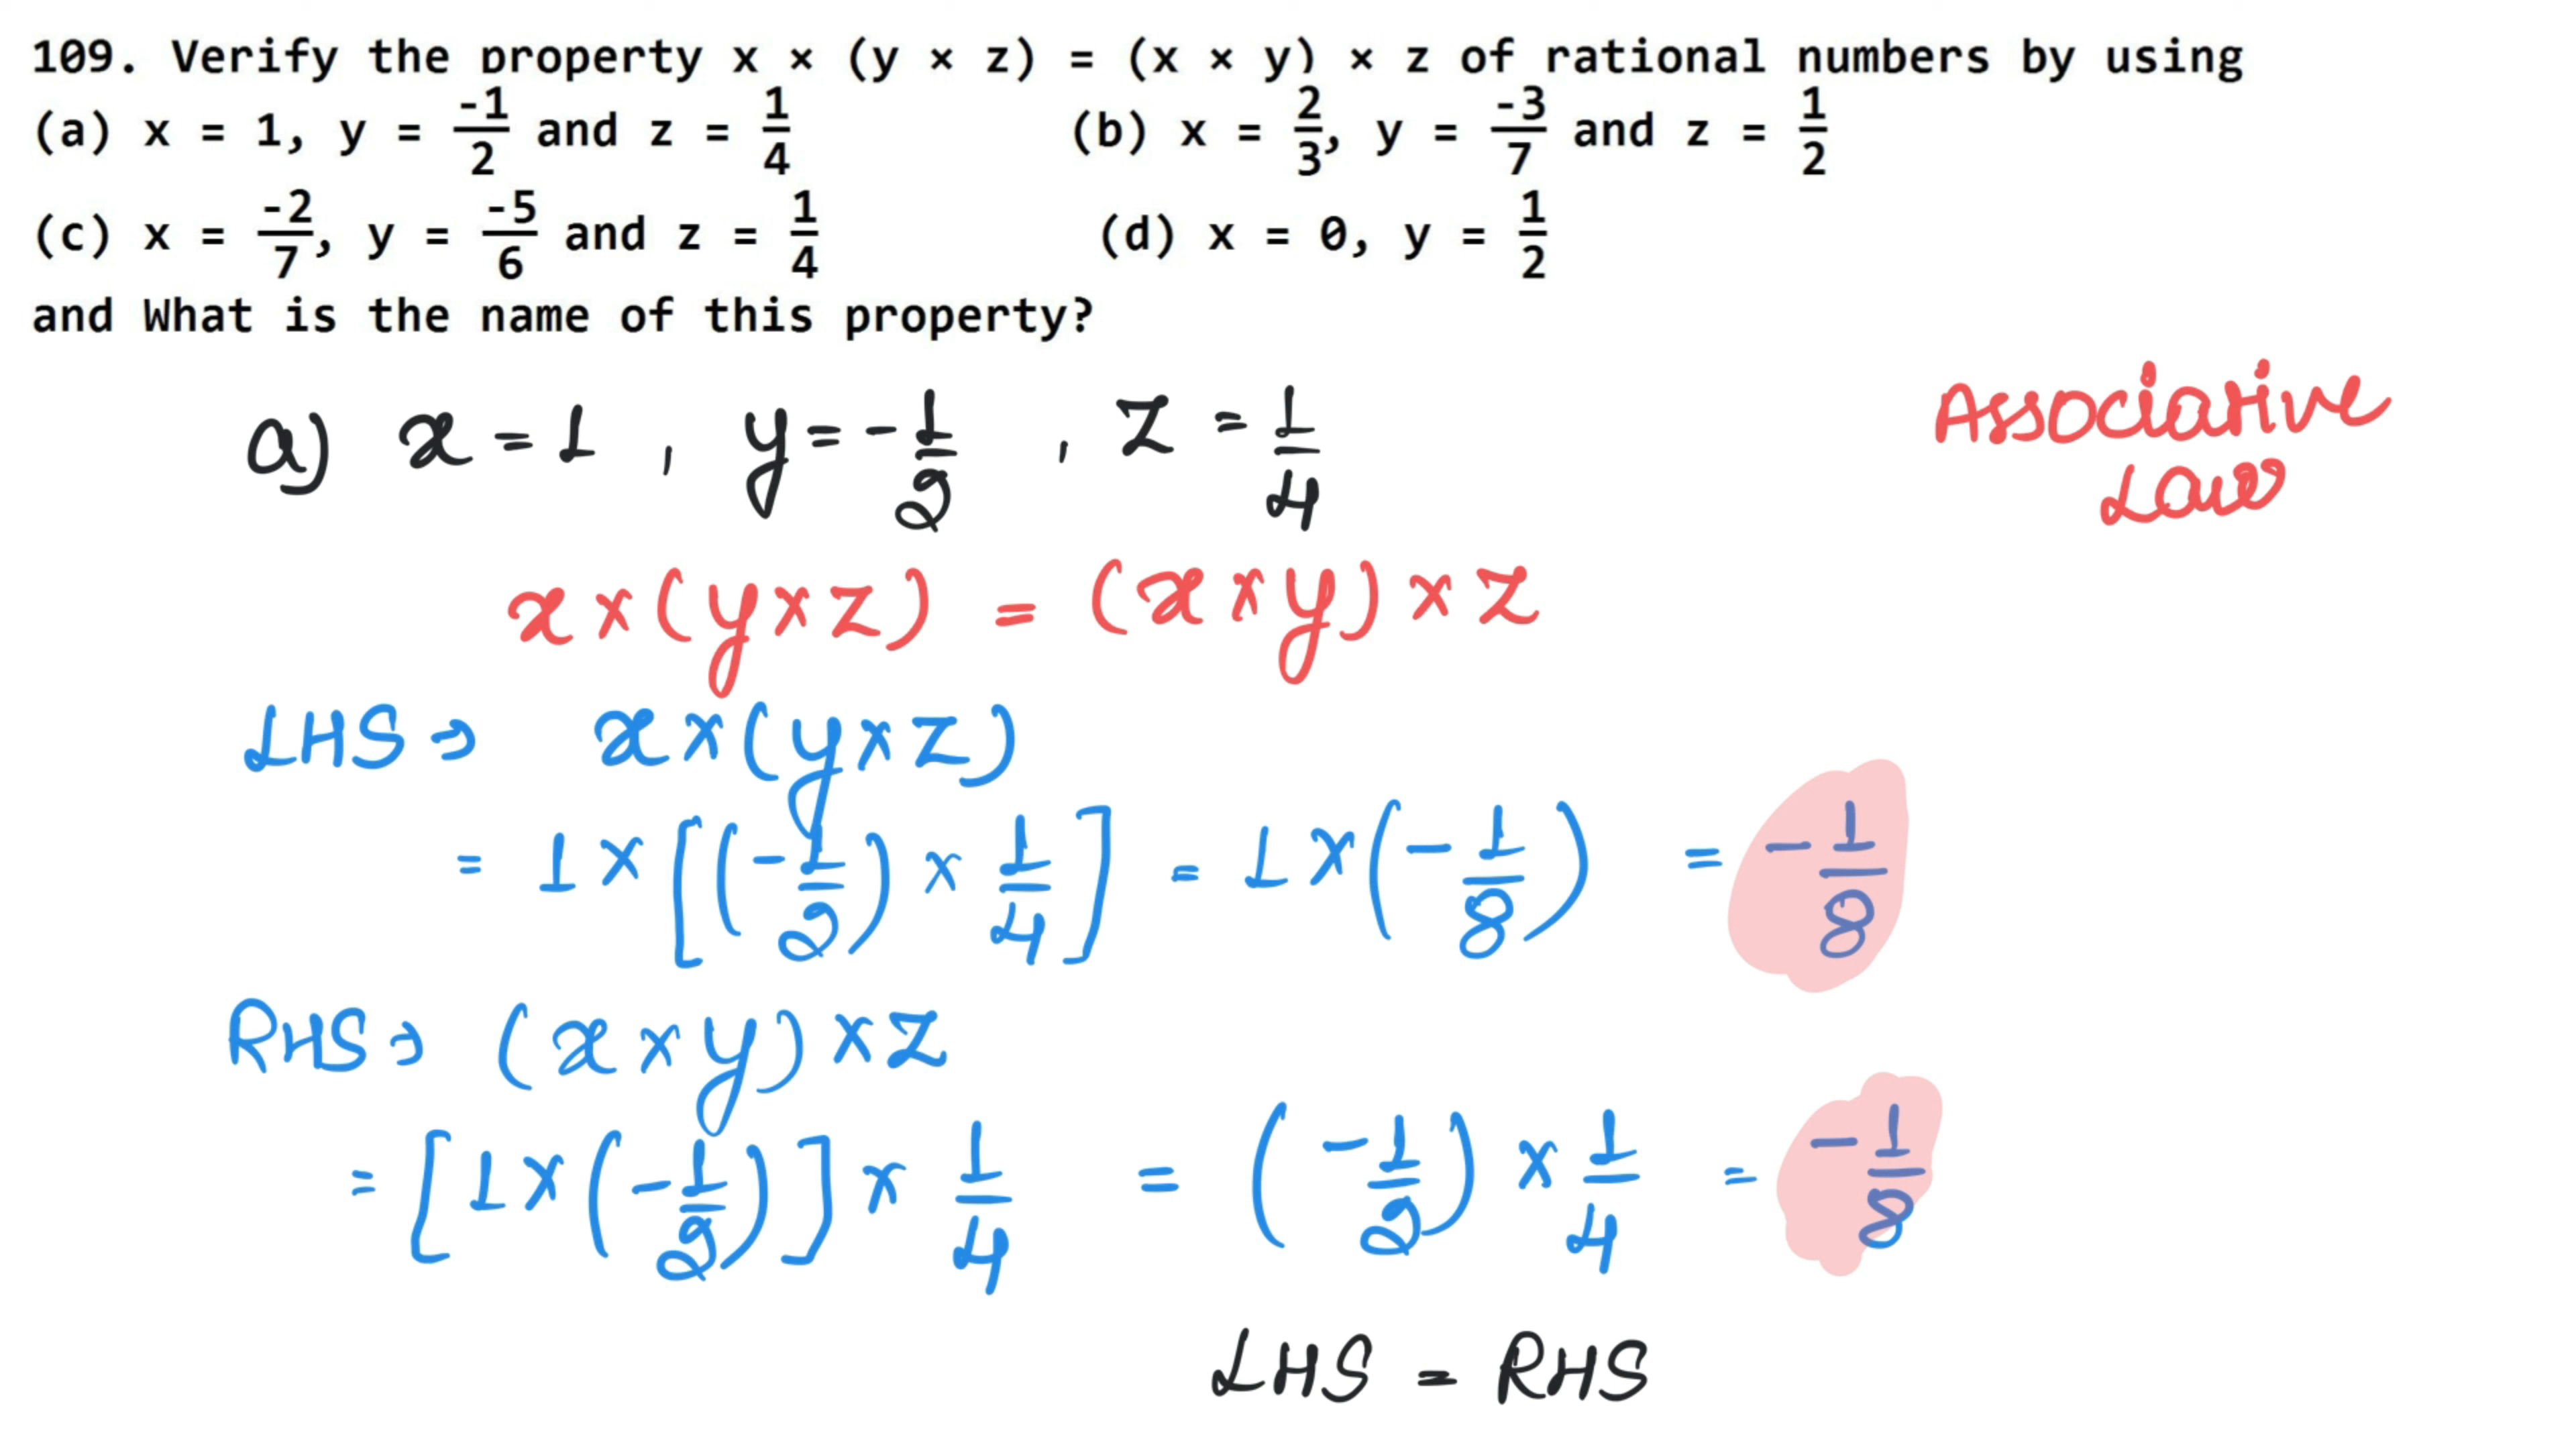 109. Verify the property x × (y × z) = (x × y) × z of rational numbers by using
(a) x = 1, y = -1/2 and z = 1/4 (b) x = 2/3, y = -3/7 and z = 1/2
(c) x = -2/7, y = -5/6 and z = 1/4 (d) x = 0, y = 1/2
and What is the name of this property?
Associative
Law
a) x = 1 , y = -1/2 , z = 1/4
x × (y × z) = (x × y) × z
LHS ⇒ x × (y × z)
= 1 × [(-1/2) × 1/4] = 1 × (-1/8) = -1/8
RHS ⇒ (x × y) × z
= [1 × (-1/2)] × 1/4 = (-1/2) × 1/4 = -1/8
LHS = RHS